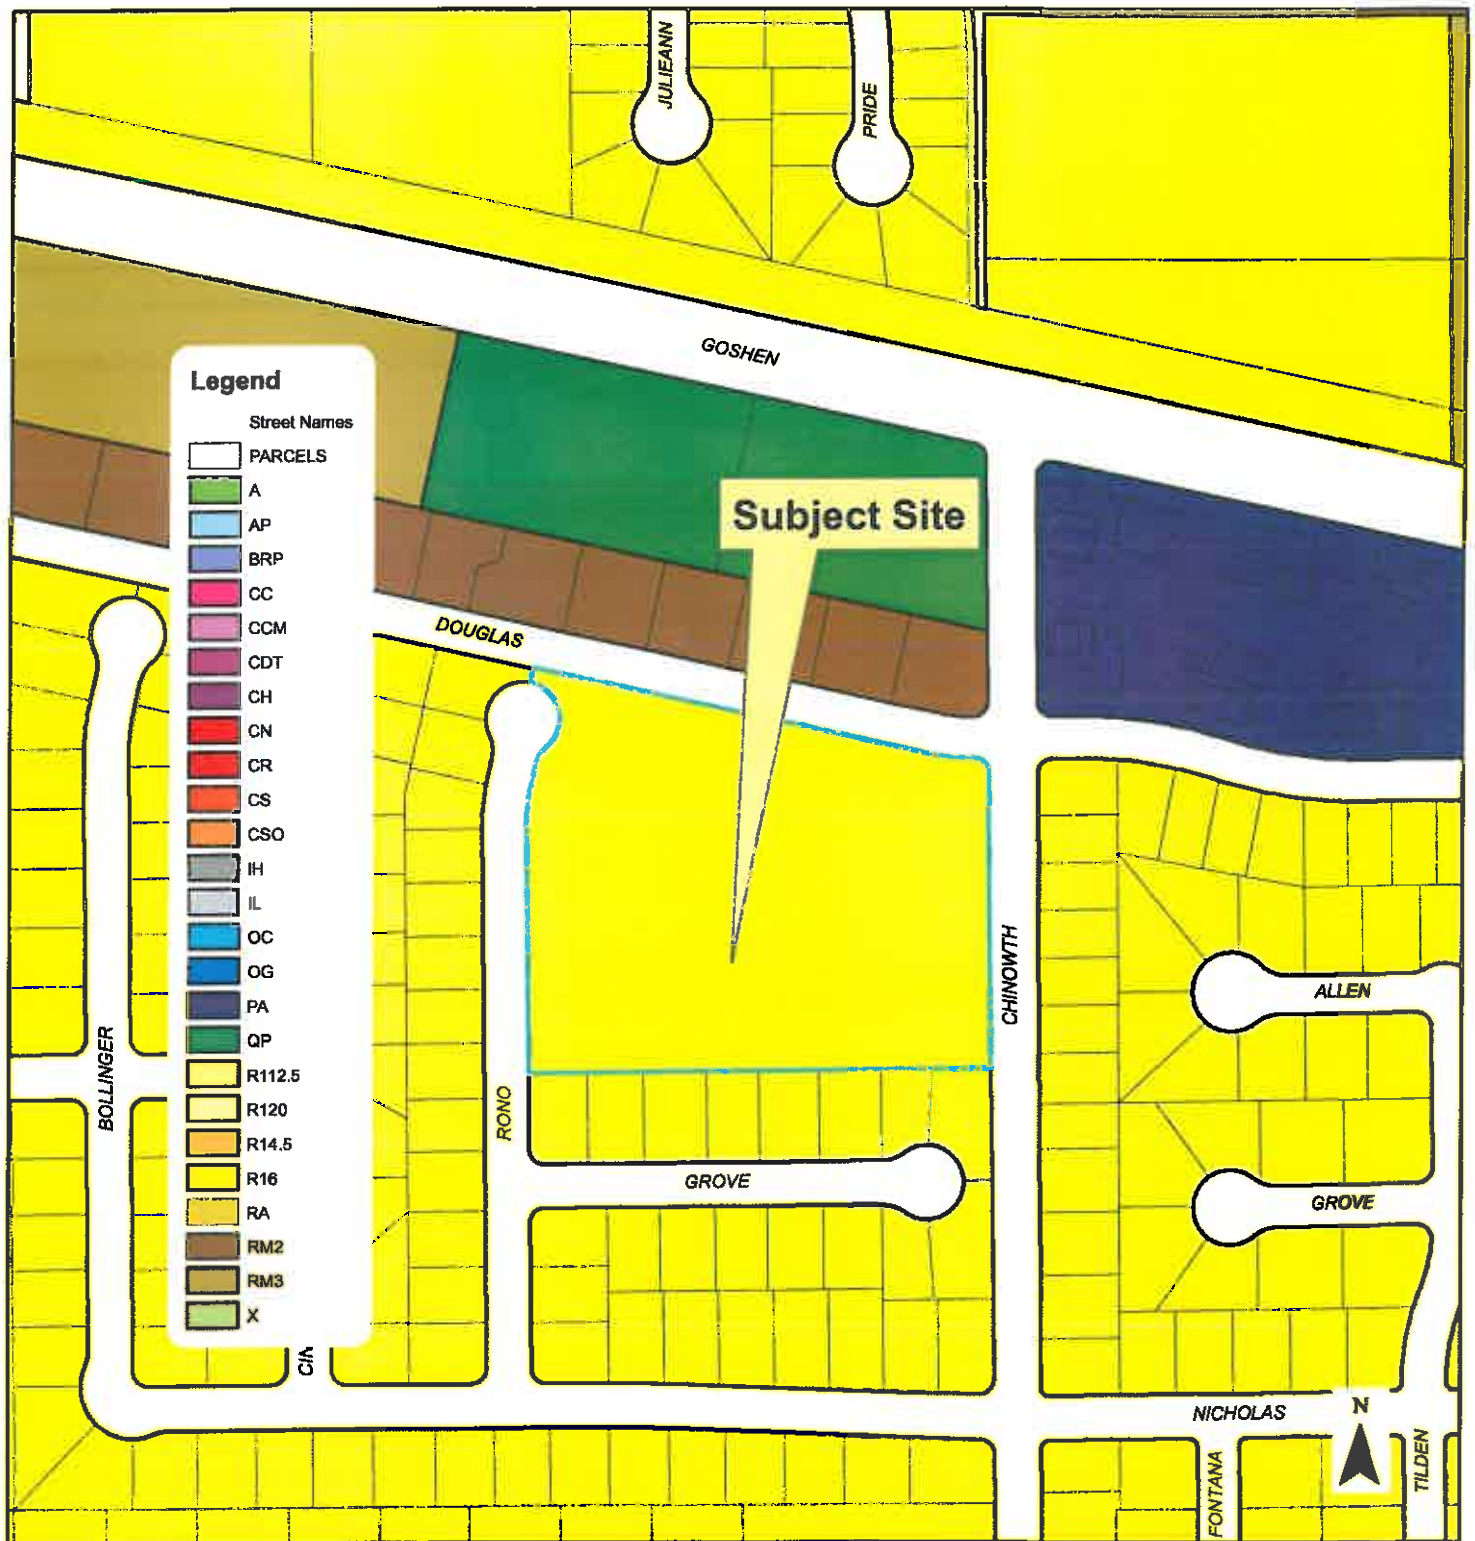 JULIEANN
PRIDE
GOSHEN
Legend
Street Names
PARCELS
A
AP
BRP
CC
CCM
CDT
CH
CN
CR
CS
CSO
IH
IL
OC
OG
PA
QP
R112.5
R120
R14.5
R16
RA
RM2
RM3
X
Subject Site
DOUGLAS
CHINOWTH
ALLEN
BOLLINGER
RONO
GROVE
GROVE
CIN
NICHOLAS
N
FONTANA
TILDEN